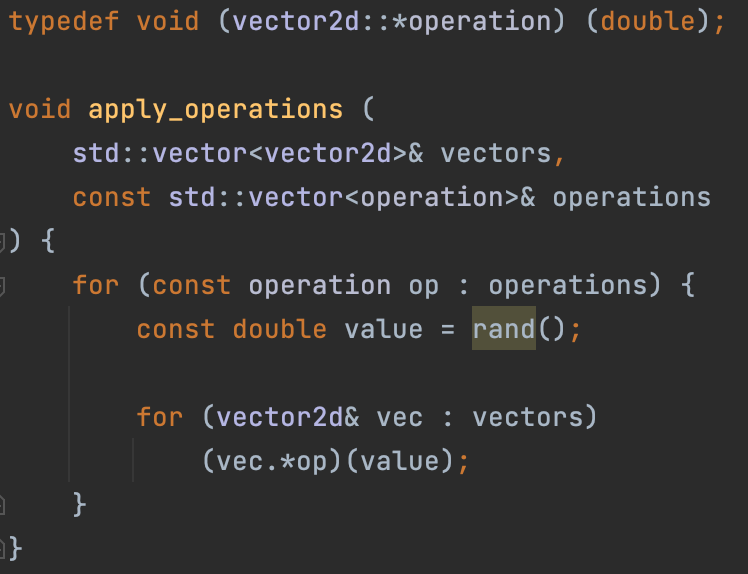 typedef void (vector2d::*operation) (double);
void apply_operations (
std::vector<vector2d>& vectors,
const std::vector<operation>& operations
) {
for (const operation op : operations) {
const double value = rand();
for (vector2d& vec : vectors)
(vec.*op)(value);
}
}